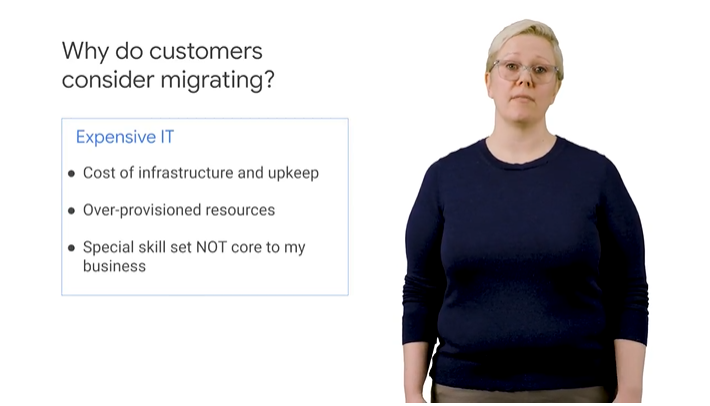 Why do customers
consider migrating?
Expensive IT
● Cost of infrastructure and upkeep
● Over-provisioned resources
● Special skill set NOT core to my
business